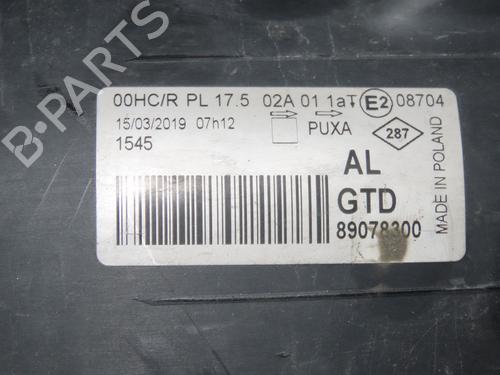 00HC/R PL 17.5 02A 01 1aT E2 08704
15/03/2019 07h12 PUXA 287
1545
AL
GTD
89078300
MADE IN POLAND
B-PARTS